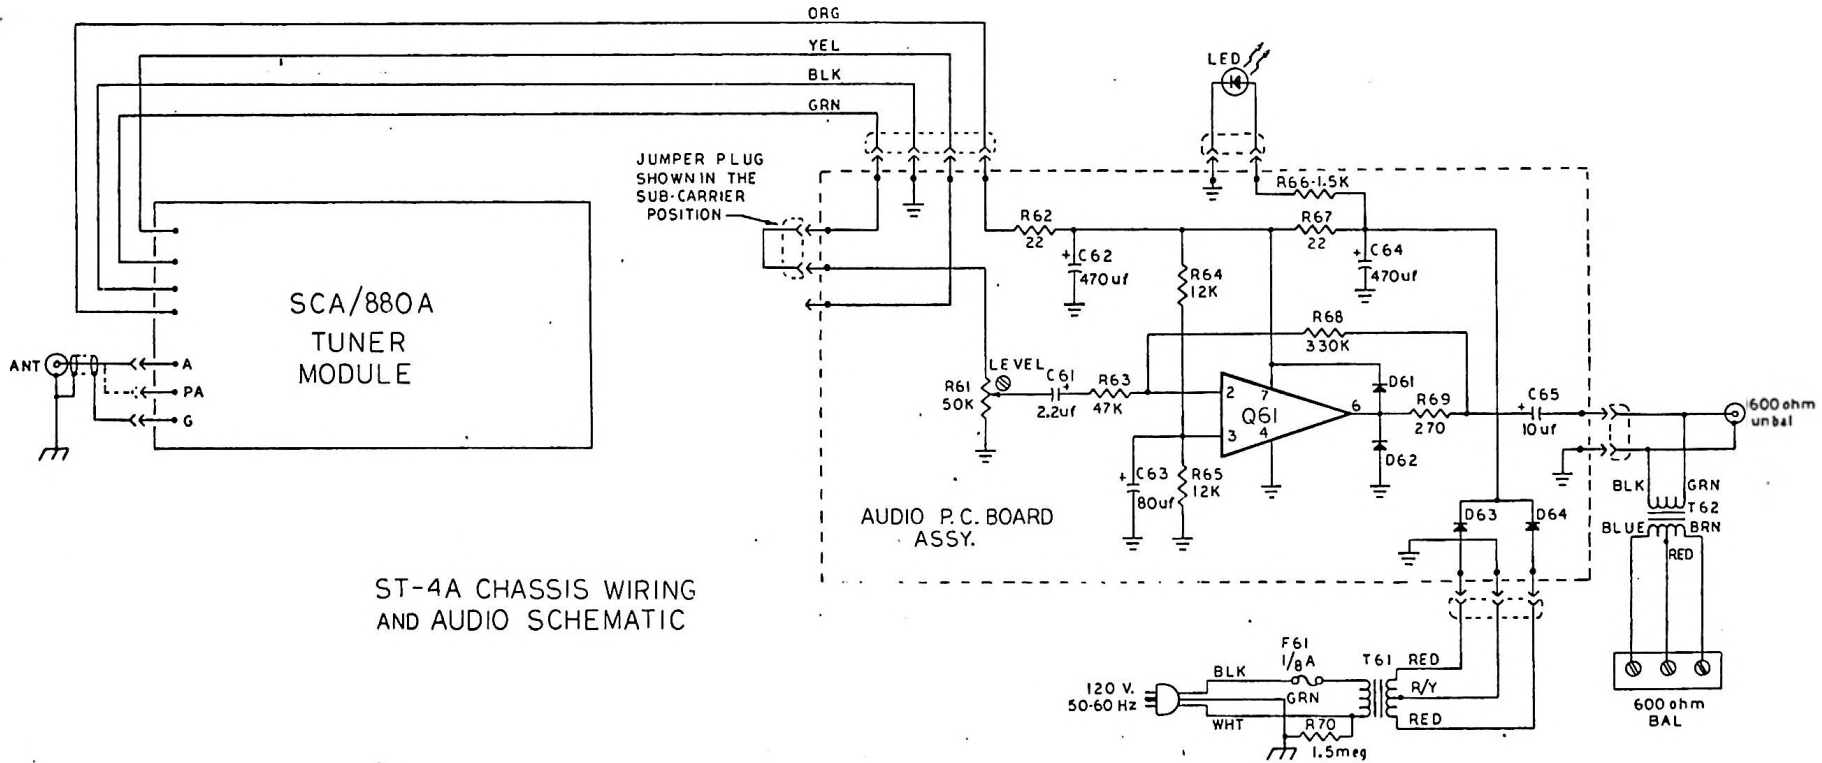 ORG
YEL
BLK
GRN
LED
JUMPER PLUG
SHOWN IN THE
SUB-CARRIER
POSITION
R66-1.5K
R62
22
R67
22
+ C62
470uf
+ C64
470uf
R64
12K
SCA/880A
TUNER
MODULE
R68
330K
ANT
A
PA
G
LEVEL
R61
50K
C61
+
2.2uf
R63
47K
2
7
Q61
3
4
6
D61
D62
R69
270
C65
+
10uf
600 ohm
unbal
+ C63
80uf
R65
12K
BLK
GRN
T62
BLUE
BRN
RED
AUDIO P.C. BOARD
ASSY.
D63
D64
ST-4A CHASSIS WIRING
AND AUDIO SCHEMATIC
F61
1/8A
T61
RED
BLK
R/Y
120 V.
50-60 Hz
GRN
WHT
R70
1.5meg
RED
600 ohm
BAL